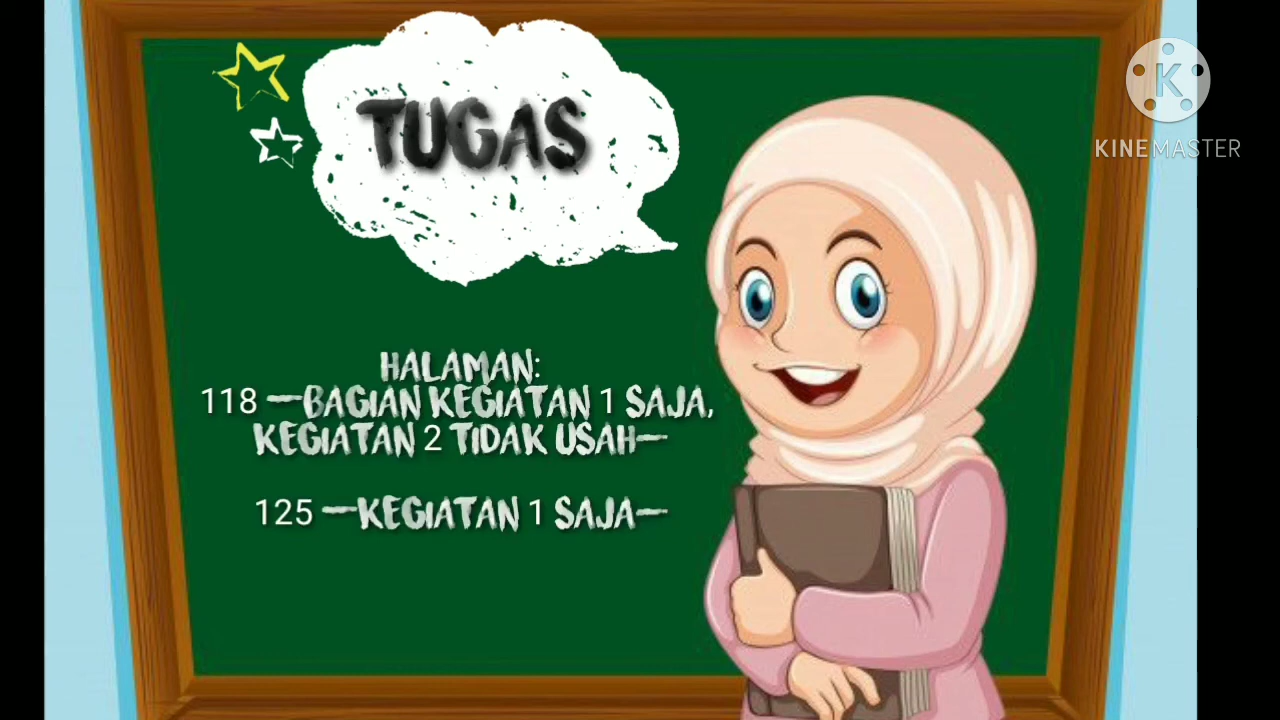 TUGAS
KINEMASTER
HALAMAN:
118 —BAGIAN KEGIATAN 1 SAJA,
KEGIATAN 2 TIDAK USAH—
125 —KEGIATAN 1 SAJA—